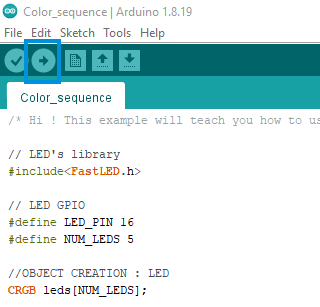 Color_sequence | Arduino 1.8.19
File Edit Sketch Tools Help
Color_sequence
/* Hi ! This example will teach you how to us
// LED's library
#include<FastLED.h>
// LED GPIO
#define LED_PIN 16
#define NUM_LEDS 5
//OBJECT CREATION : LED
CRGB leds[NUM_LEDS];